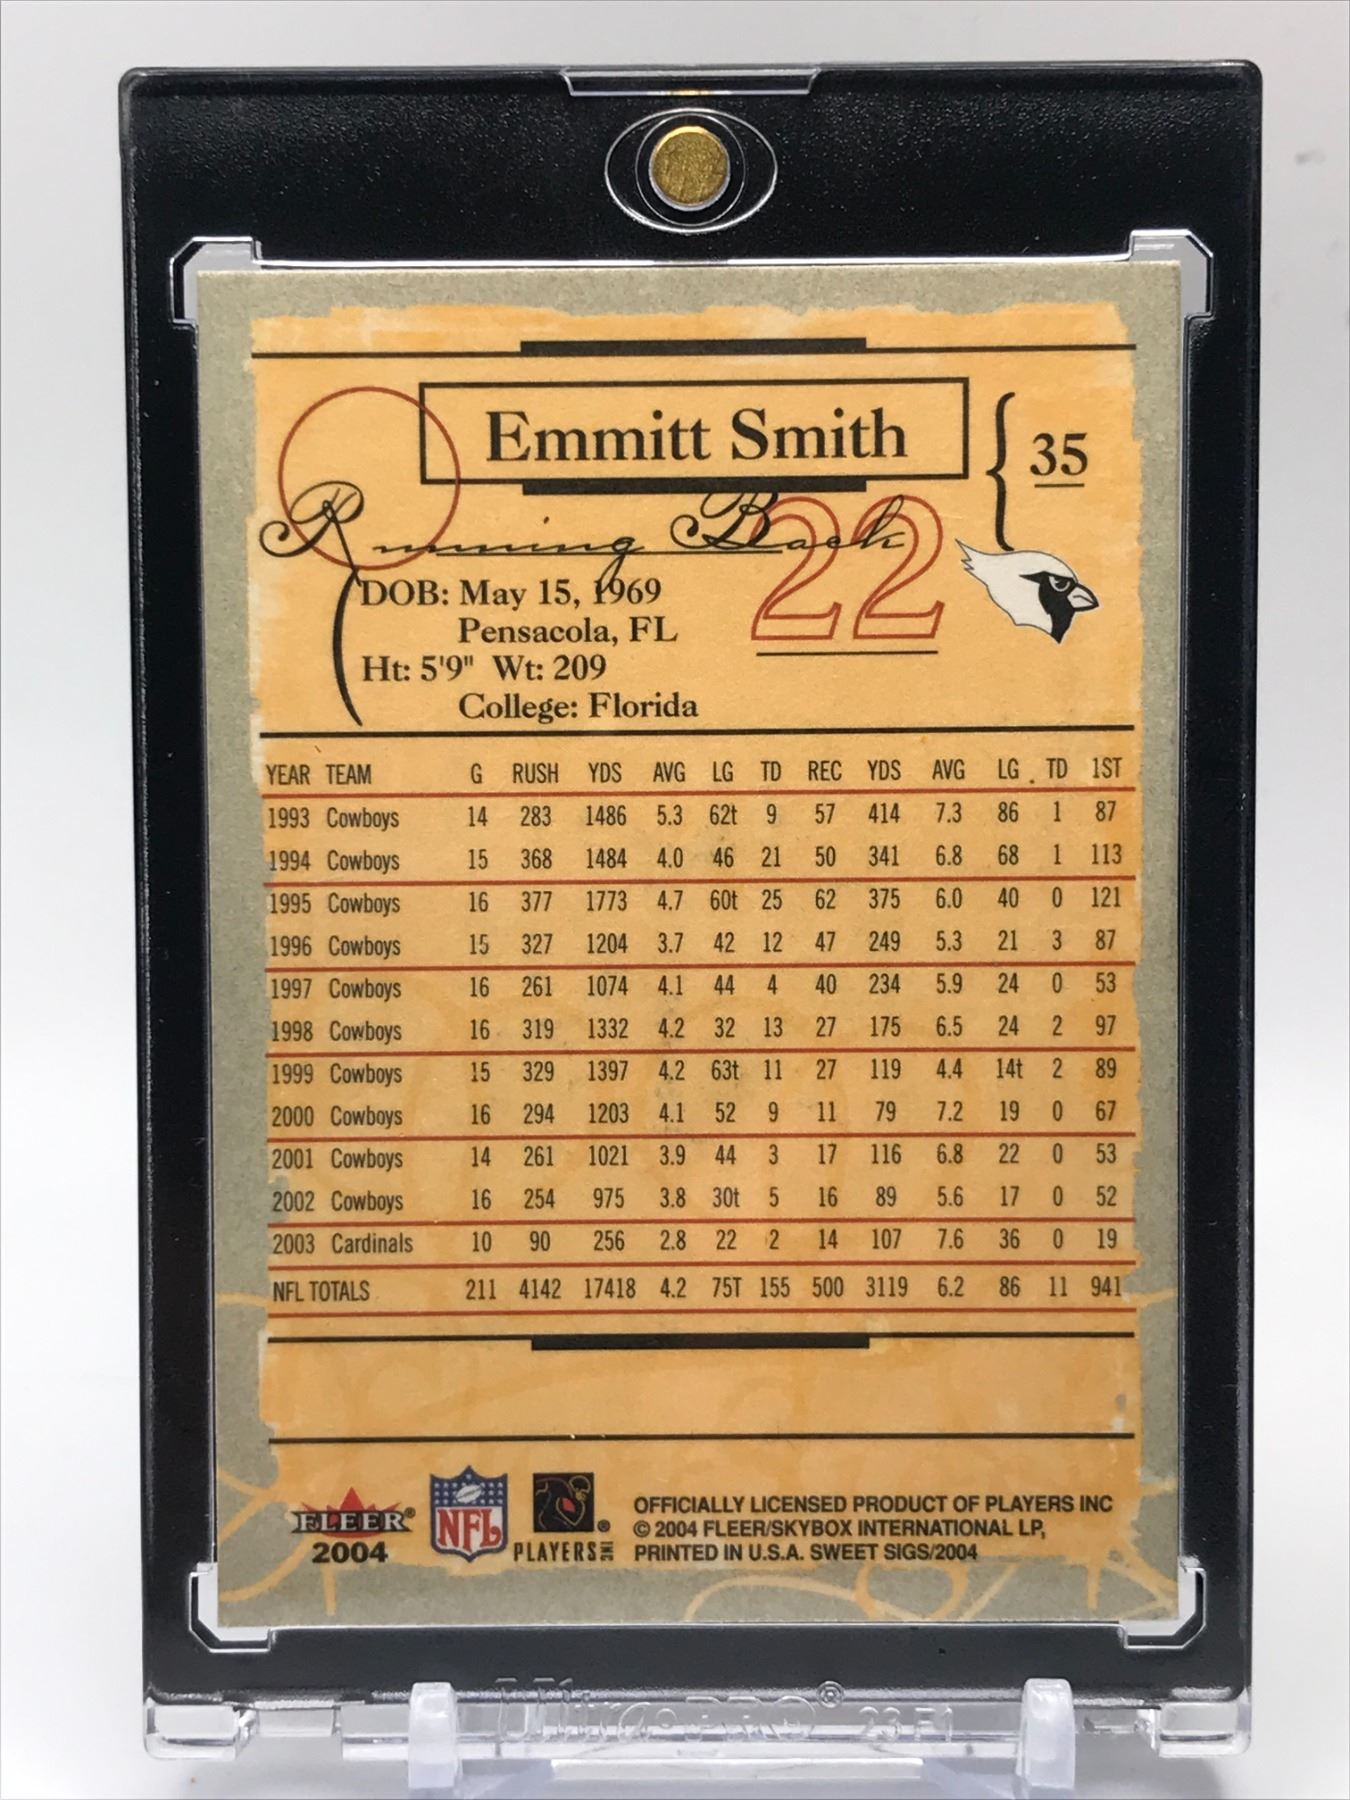 Emmitt Smith
35
Running Back
22
DOB: May 15, 1969
Pensacola, FL
Ht: 5'9" Wt: 209
College: Florida
YEAR TEAM G RUSH YDS AVG LG TD REC YDS AVG LG TD 1ST
1993 Cowboys 14 283 1486 5.3 62t 9 57 414 7.3 86 1 87
1994 Cowboys 15 368 1484 4.0 46 21 50 341 6.8 68 1 113
1995 Cowboys 16 377 1773 4.7 60t 25 62 375 6.0 40 0 121
1996 Cowboys 15 327 1204 3.7 42 12 47 249 5.3 21 3 87
1997 Cowboys 16 261 1074 4.1 44 4 40 234 5.9 24 0 53
1998 Cowboys 16 319 1332 4.2 32 13 27 175 6.5 24 2 97
1999 Cowboys 15 329 1397 4.2 63t 11 27 119 4.4 14t 2 89
2000 Cowboys 16 294 1203 4.1 52 9 11 79 7.2 19 0 67
2001 Cowboys 14 261 1021 3.9 44 3 17 116 6.8 22 0 53
2002 Cowboys 16 254 975 3.8 30t 5 16 89 5.6 17 0 52
2003 Cardinals 10 90 256 2.8 22 2 14 107 7.6 36 0 19
NFL TOTALS 211 4142 17418 4.2 75T 155 500 3119 6.2 86 11 941
FLEER®
2004
NFL
®
PLAYERS INC
OFFICIALLY LICENSED PRODUCT OF PLAYERS INC
© 2004 FLEER/SKYBOX INTERNATIONAL LP,
PRINTED IN U.S.A. SWEET SIGS/2004
Ultra·PRO® 23F1